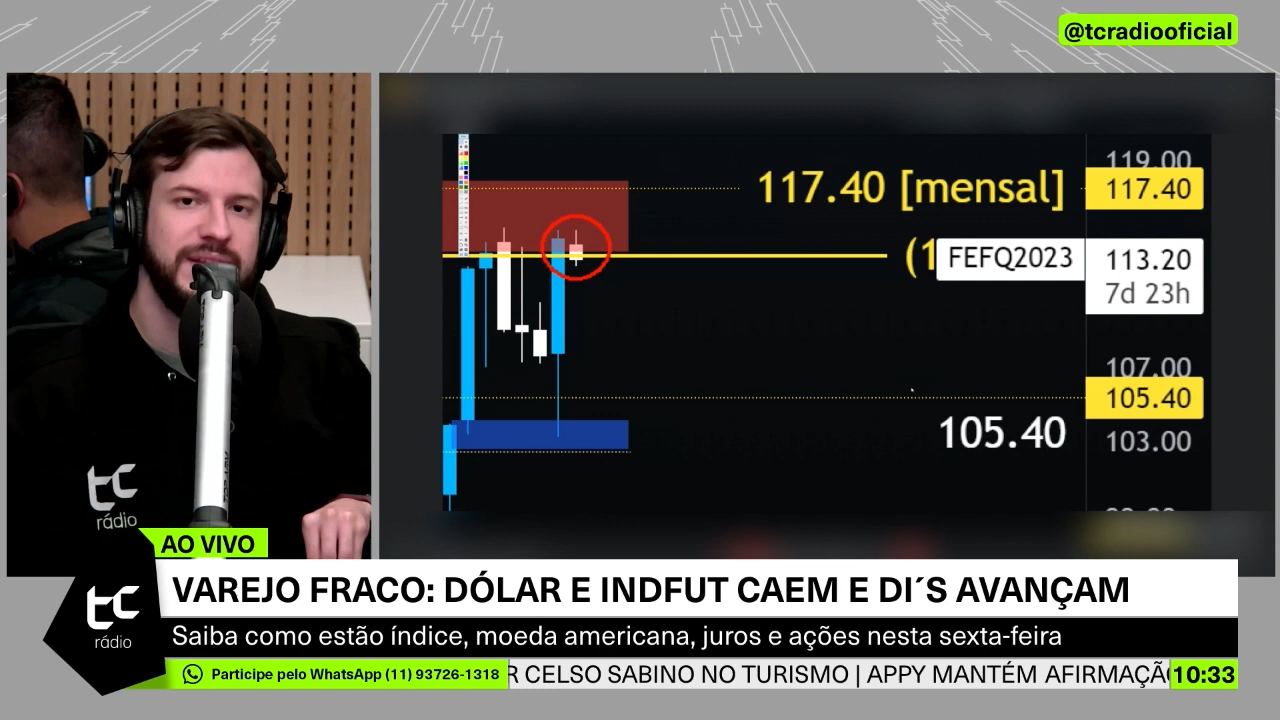 @tcradiooficial
119.00
117.40 [mensal]
117.40
(1
FEFQ2023
113.20
7d 23h
107.00
105.40
105.40
103.00
tc
rádio
AO VIVO
VAREJO FRACO: DÓLAR E INDFUT CAEM E DI´S AVANÇAM
tc
rádio
Saiba como estão índice, moeda americana, juros e ações nesta sexta-feira
Participe pelo WhatsApp (11) 93726-1318
R CELSO SABINO NO TURISMO | APPY MANTÉM AFIRMAÇÃ
10:33